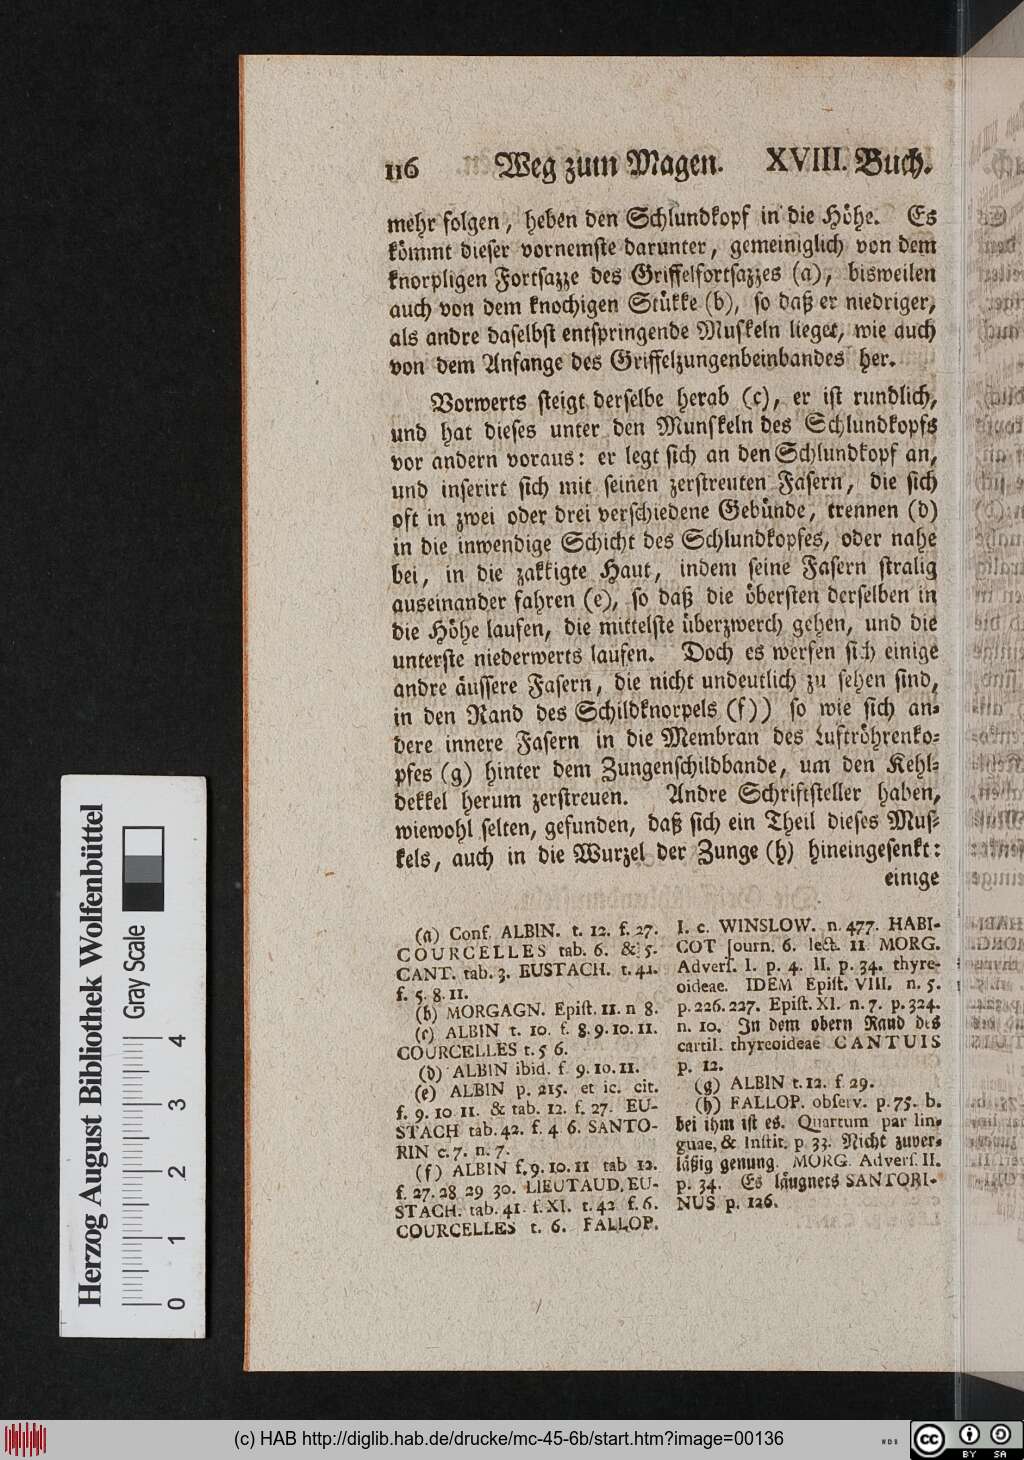 116 Weg zum Magen. XVIII. Buch.
mehr folgen, heben den Schlundkopf in die Höhe. Es
kömmt dieser vornemste darunter, gemeiniglich von dem
knorpligen Fortsazze des Griffelfortsazzes (a), bisweilen
auch von dem knochigen Stükke (b), so daß er niedriger,
als andre daselbst entspringende Muskeln lieget, wie auch
von dem Anfange des Griffelzungenbeinbandes her.
Vorwerts steigt derselbe herab (c), er ist rundlich,
und hat dieses unter den Munskeln des Schlundkopfs
vor andern voraus: er legt sich an den Schlundkopf an,
und inserirt sich mit seinen zerstreuten Fasern, die sich
oft in zwei oder drei verschiedene Gebünde, trennen (d)
in die inwendige Schicht des Schlundkopfes, oder nahe
bei, in die zakkigte Haut, indem seine Fasern stralig
auseinander fahren (e), so daß die öbersten derselben in
die Höhe laufen, die mittelste überzwerch gehen, und die
unterste niederwerts laufen. Doch es werfen sich einige
andre äussere Fasern, die nicht undeutlich zu sehen sind,
in den Rand des Schildknorpels (f)) so wie sich an-
dere innere Fasern in die Membran des Luftröhrenko-
pfes (g) hinter dem Zungenschildbande, um den Kehl-
dekkel herum zerstreuen. Andre Schriftsteller haben,
wiewohl selten, gefunden, daß sich ein Theil dieses Mus-
kels, auch in die Wurzel der Zunge (h) hineingesenkt:
einige
(a) Conf. ALBIN. t. 12. f. 27.
COURCELLES tab. 6. & 5.
CANT. tab. 3. EUSTACH. t. 41.
f. 5. 8. 11.
(b) MORGAGN. Epist. 11. n 8.
(c) ALBIN t. 10. f. 8. 9. 10. 11.
COURCELLES t. 5 6.
(d) ALBIN ibid. f. 9. 10. 11.
(e) ALBIN p. 215. et ic. cit.
f. 9. 10 11. & tab. 12. f. 27. EU-
STACH tab. 42. f. 4 6. SANTO-
RIN c. 7. n. 7.
(f) ALBIN f. 9. 10. 11 tab 12.
f. 27. 28 29 30. LIEUTAUD. EU-
STACH. tab. 41. f. XI. t. 42 f. 6.
COURCELLES t. 6. FALLOP.
I. c. WINSLOW. n. 477. HABI-
COT Journ. 6. lect. 11 MORG.
Advers. I. p. 4. II. p. 34. thyre-
oideae. IDEM Epist. VIII. n. 5.
p. 226. 227. Epist. XI. n. 7. p. 324.
n. 10. In dem obern Rand des
cartil. thyreoideae CANTUIS
p. 12.
(g) ALBIN t. 12. f. 29.
(h) FALLOP. observ. p. 75. b.
bei ihm ist es. Quartum par lin-
guae, & Instit. p 33. Nicht zuver-
läßig genung. MORG. Advers. II.
p. 34. Es läugnets SANTORI-
NUS p. 126.
Herzog August Bibliothek Wolfenbüttel
Gray Scale
0 1 2 3 4
(c) HAB http://diglib.hab.de/drucke/mc-45-6b/start.htm?image=00136
cc BY SA